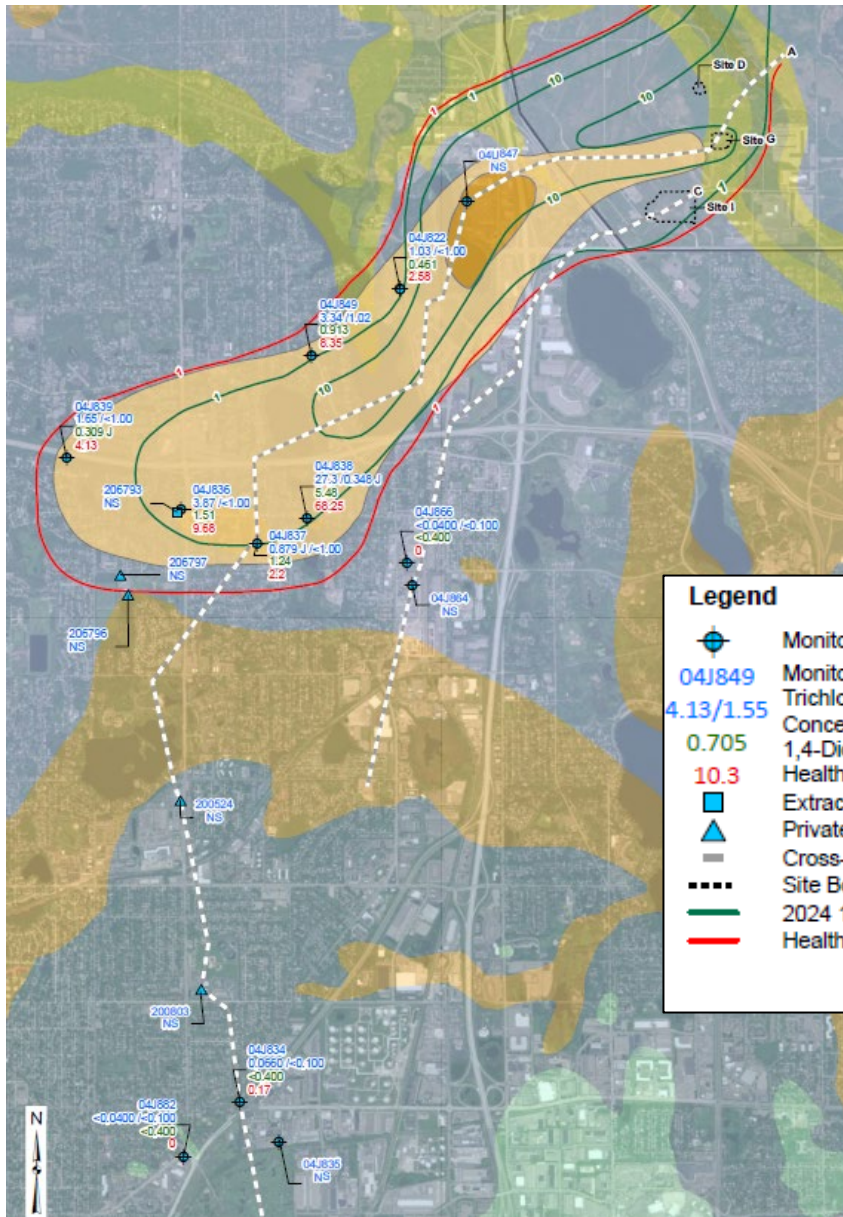 A
Site D
1
10
1
10
Site G
04U847
NS
1
C
10
Site I
04J822
1.03 /<1.00
0.461
2.58
04J849
3.34 /1.02
0.913
8.35
1
1
10
1
04J839
1.65 /<1.00
0.309 J
4.13
206793
NS
04J836
3.87 /<1.00
1.51
9.68
04J838
27.3 /0.348 J
5.48
68.25
04J837
0.879 J /<1.00
1.24
2.2
04J866
<0.0400 /<0.100
<0.400
0
206797
NS
04J864
NS
206796
NS
Legend
Monito
04J849 Monito
Trichlo
4.13/1.55 Conce
0.705 1,4-Di
10.3 Health
Extrac
Private
Cross-
Site Bo
2024 1
Health
200524
NS
200803
NS
04J834
0.0660 /<0.100
<0.400
0.17
04J882
<0.0400 /<0.100
<0.400
0
04J835
NS
N